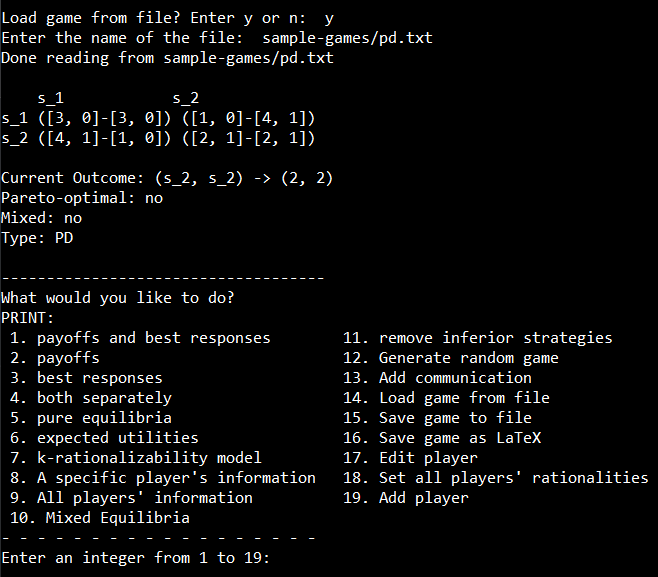 Load game from file? Enter y or n:  y
Enter the name of the file:  sample-games/pd.txt
Done reading from sample-games/pd.txt
    s_1            s_2
s_1 ([3, 0]-[3, 0]) ([1, 0]-[4, 1])
s_2 ([4, 1]-[1, 0]) ([2, 1]-[2, 1])
Current Outcome: (s_2, s_2) -> (2, 2)
Pareto-optimal: no
Mixed: no
Type: PD
------------------------------------
What would you like to do?
PRINT:
 1. payoffs and best responses        11. remove inferior strategies
 2. payoffs                           12. Generate random game
 3. best responses                    13. Add communication
 4. both separately                   14. Load game from file
 5. pure equilibria                   15. Save game to file
 6. expected utilities                16. Save game as LaTeX
 7. k-rationalizability model         17. Edit player
 8. A specific player's information   18. Set all players' rationalities
 9. All players' information          19. Add player
 10. Mixed Equilibria
- - - - - - - - - - - - - - - - - -
Enter an integer from 1 to 19: